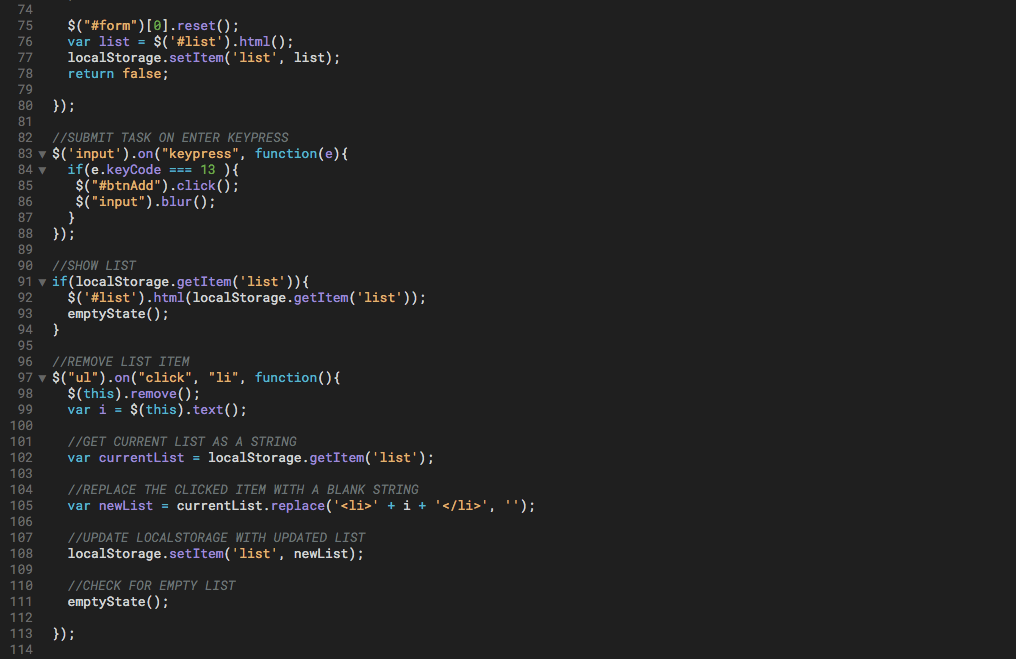 74
75 $("#form")[0].reset();
76 var list = $('#list').html();
77 localStorage.setItem('list', list);
78 return false;
79
80 });
81
82 //SUBMIT TASK ON ENTER KEYPRESS
83 $('input').on("keypress", function(e){
84 if(e.keyCode === 13 ){
85 $("#btnAdd").click();
86 $("input").blur();
87 }
88 });
89
90 //SHOW LIST
91 if(localStorage.getItem('list')){
92 $('#list').html(localStorage.getItem('list'));
93 emptyState();
94 }
95
96 //REMOVE LIST ITEM
97 $("ul").on("click", "li", function(){
98 $(this).remove();
99 var i = $(this).text();
100
101 //GET CURRENT LIST AS A STRING
102 var currentList = localStorage.getItem('list');
103
104 //REPLACE THE CLICKED ITEM WITH A BLANK STRING
105 var newList = currentList.replace('<li>' + i + '</li>', '');
106
107 //UPDATE LOCALSTORAGE WITH UPDATED LIST
108 localStorage.setItem('list', newList);
109
110 //CHECK FOR EMPTY LIST
111 emptyState();
112
113 });
114